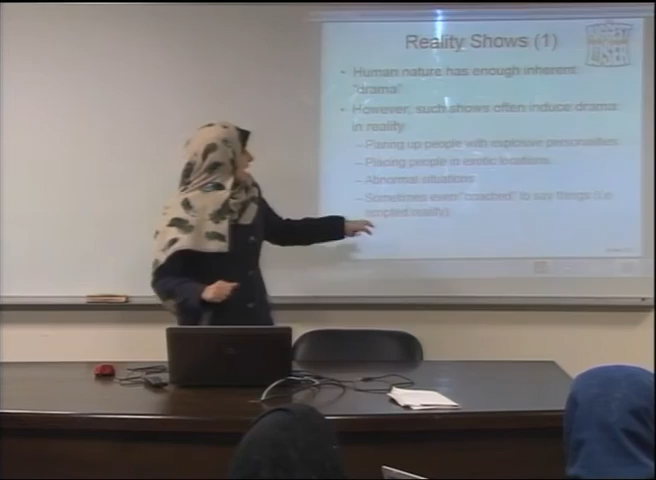 Reality Shows (1)
• Human nature has enough inherent
"drama"
• However, such shows often induce drama
in reality
– Pairing up people with explosive personalities
– Placing people in exotic locations
– Abnormal situations
– Sometimes even "coached" to say things (i.e.
scripted reality)
LOSER